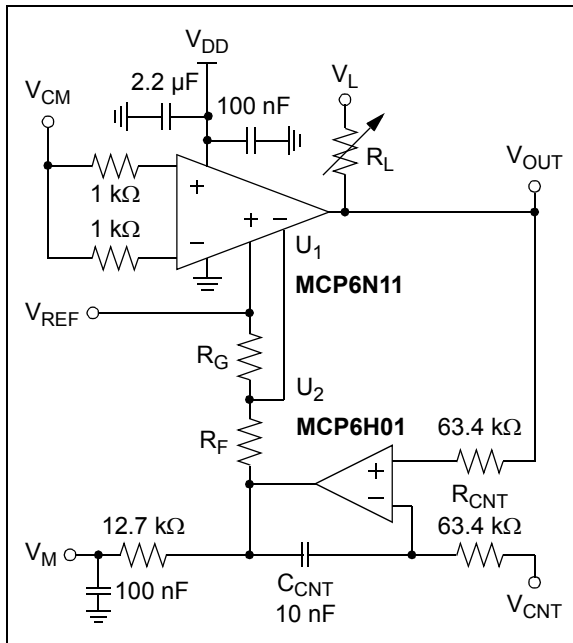 V_DD
2.2 µF
V_CM
100 nF
V_L
R_L
V_OUT
1 kΩ
+
−
+ −
1 kΩ
U_1
MCP6N11
V_REF
R_G
U_2
MCP6H01
R_F
63.4 kΩ
+
−
R_CNT
12.7 kΩ
63.4 kΩ
V_M
100 nF
C_CNT
10 nF
V_CNT